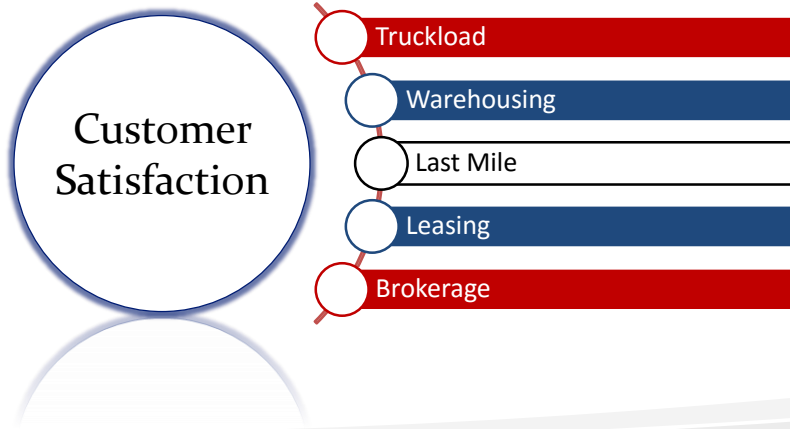 Customer
Satisfaction
Truckload
Warehousing
Last Mile
Leasing
Brokerage